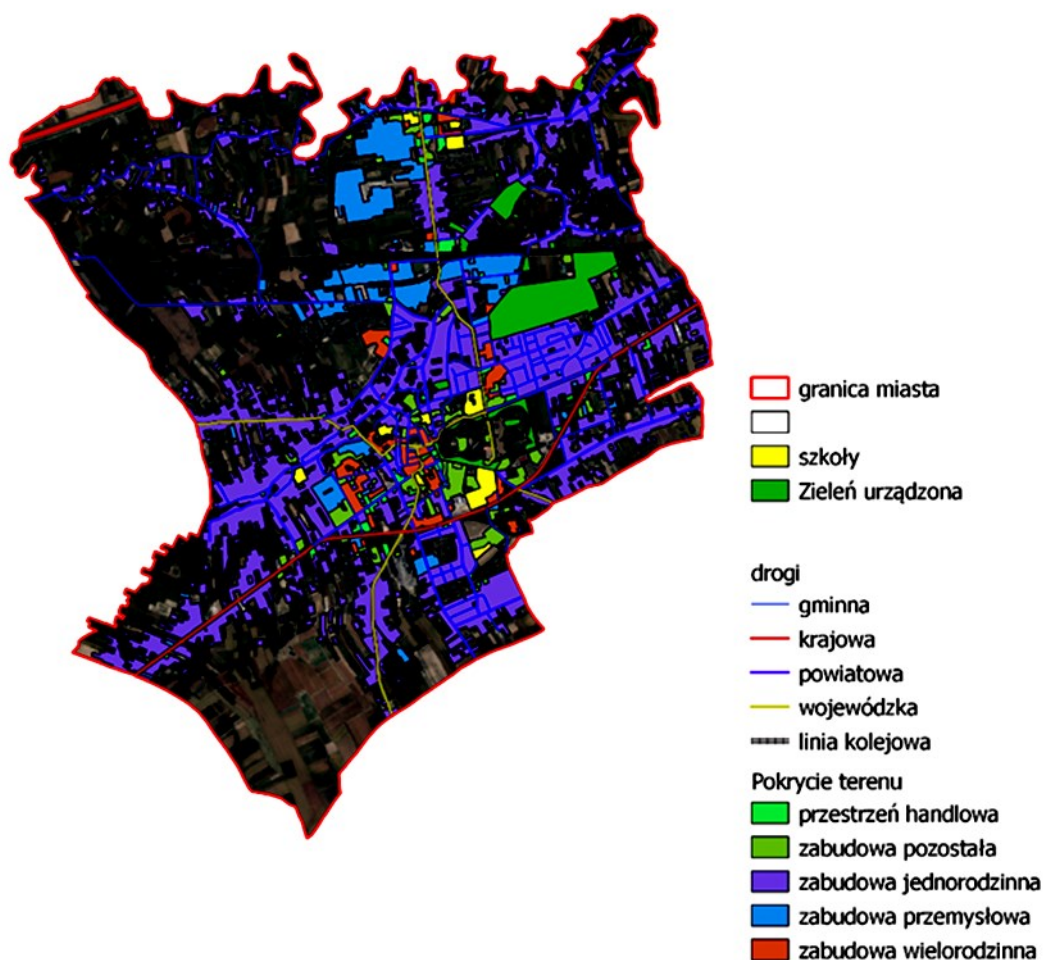 granica miasta
szkoły
Zieleń urządzona
drogi
gminna
krajowa
powiatowa
wojewódzka
linia kolejowa
Pokrycie terenu
przestrzeń handlowa
zabudowa pozostała
zabudowa jednorodzinna
zabudowa przemysłowa
zabudowa wielorodzinna